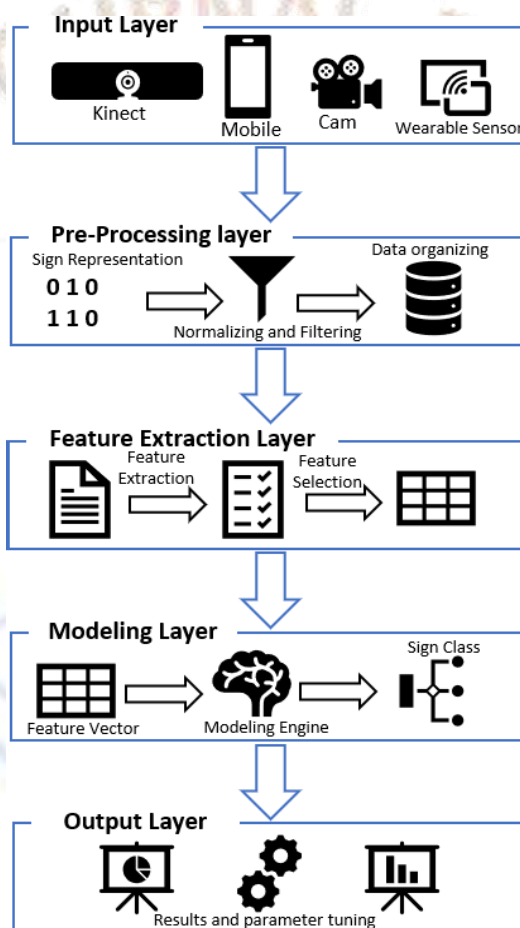 Input Layer
Kinect
Mobile
Cam
Wearable Sensor
Pre-Processing layer
Sign Representation
0 1 0
1 1 0
Normalizing and Filtering
Data organizing
Feature Extraction Layer
Feature
Extraction
Feature
Selection
Modeling Layer
Feature Vector
Modeling Engine
Sign Class
Output Layer
Results and parameter tuning